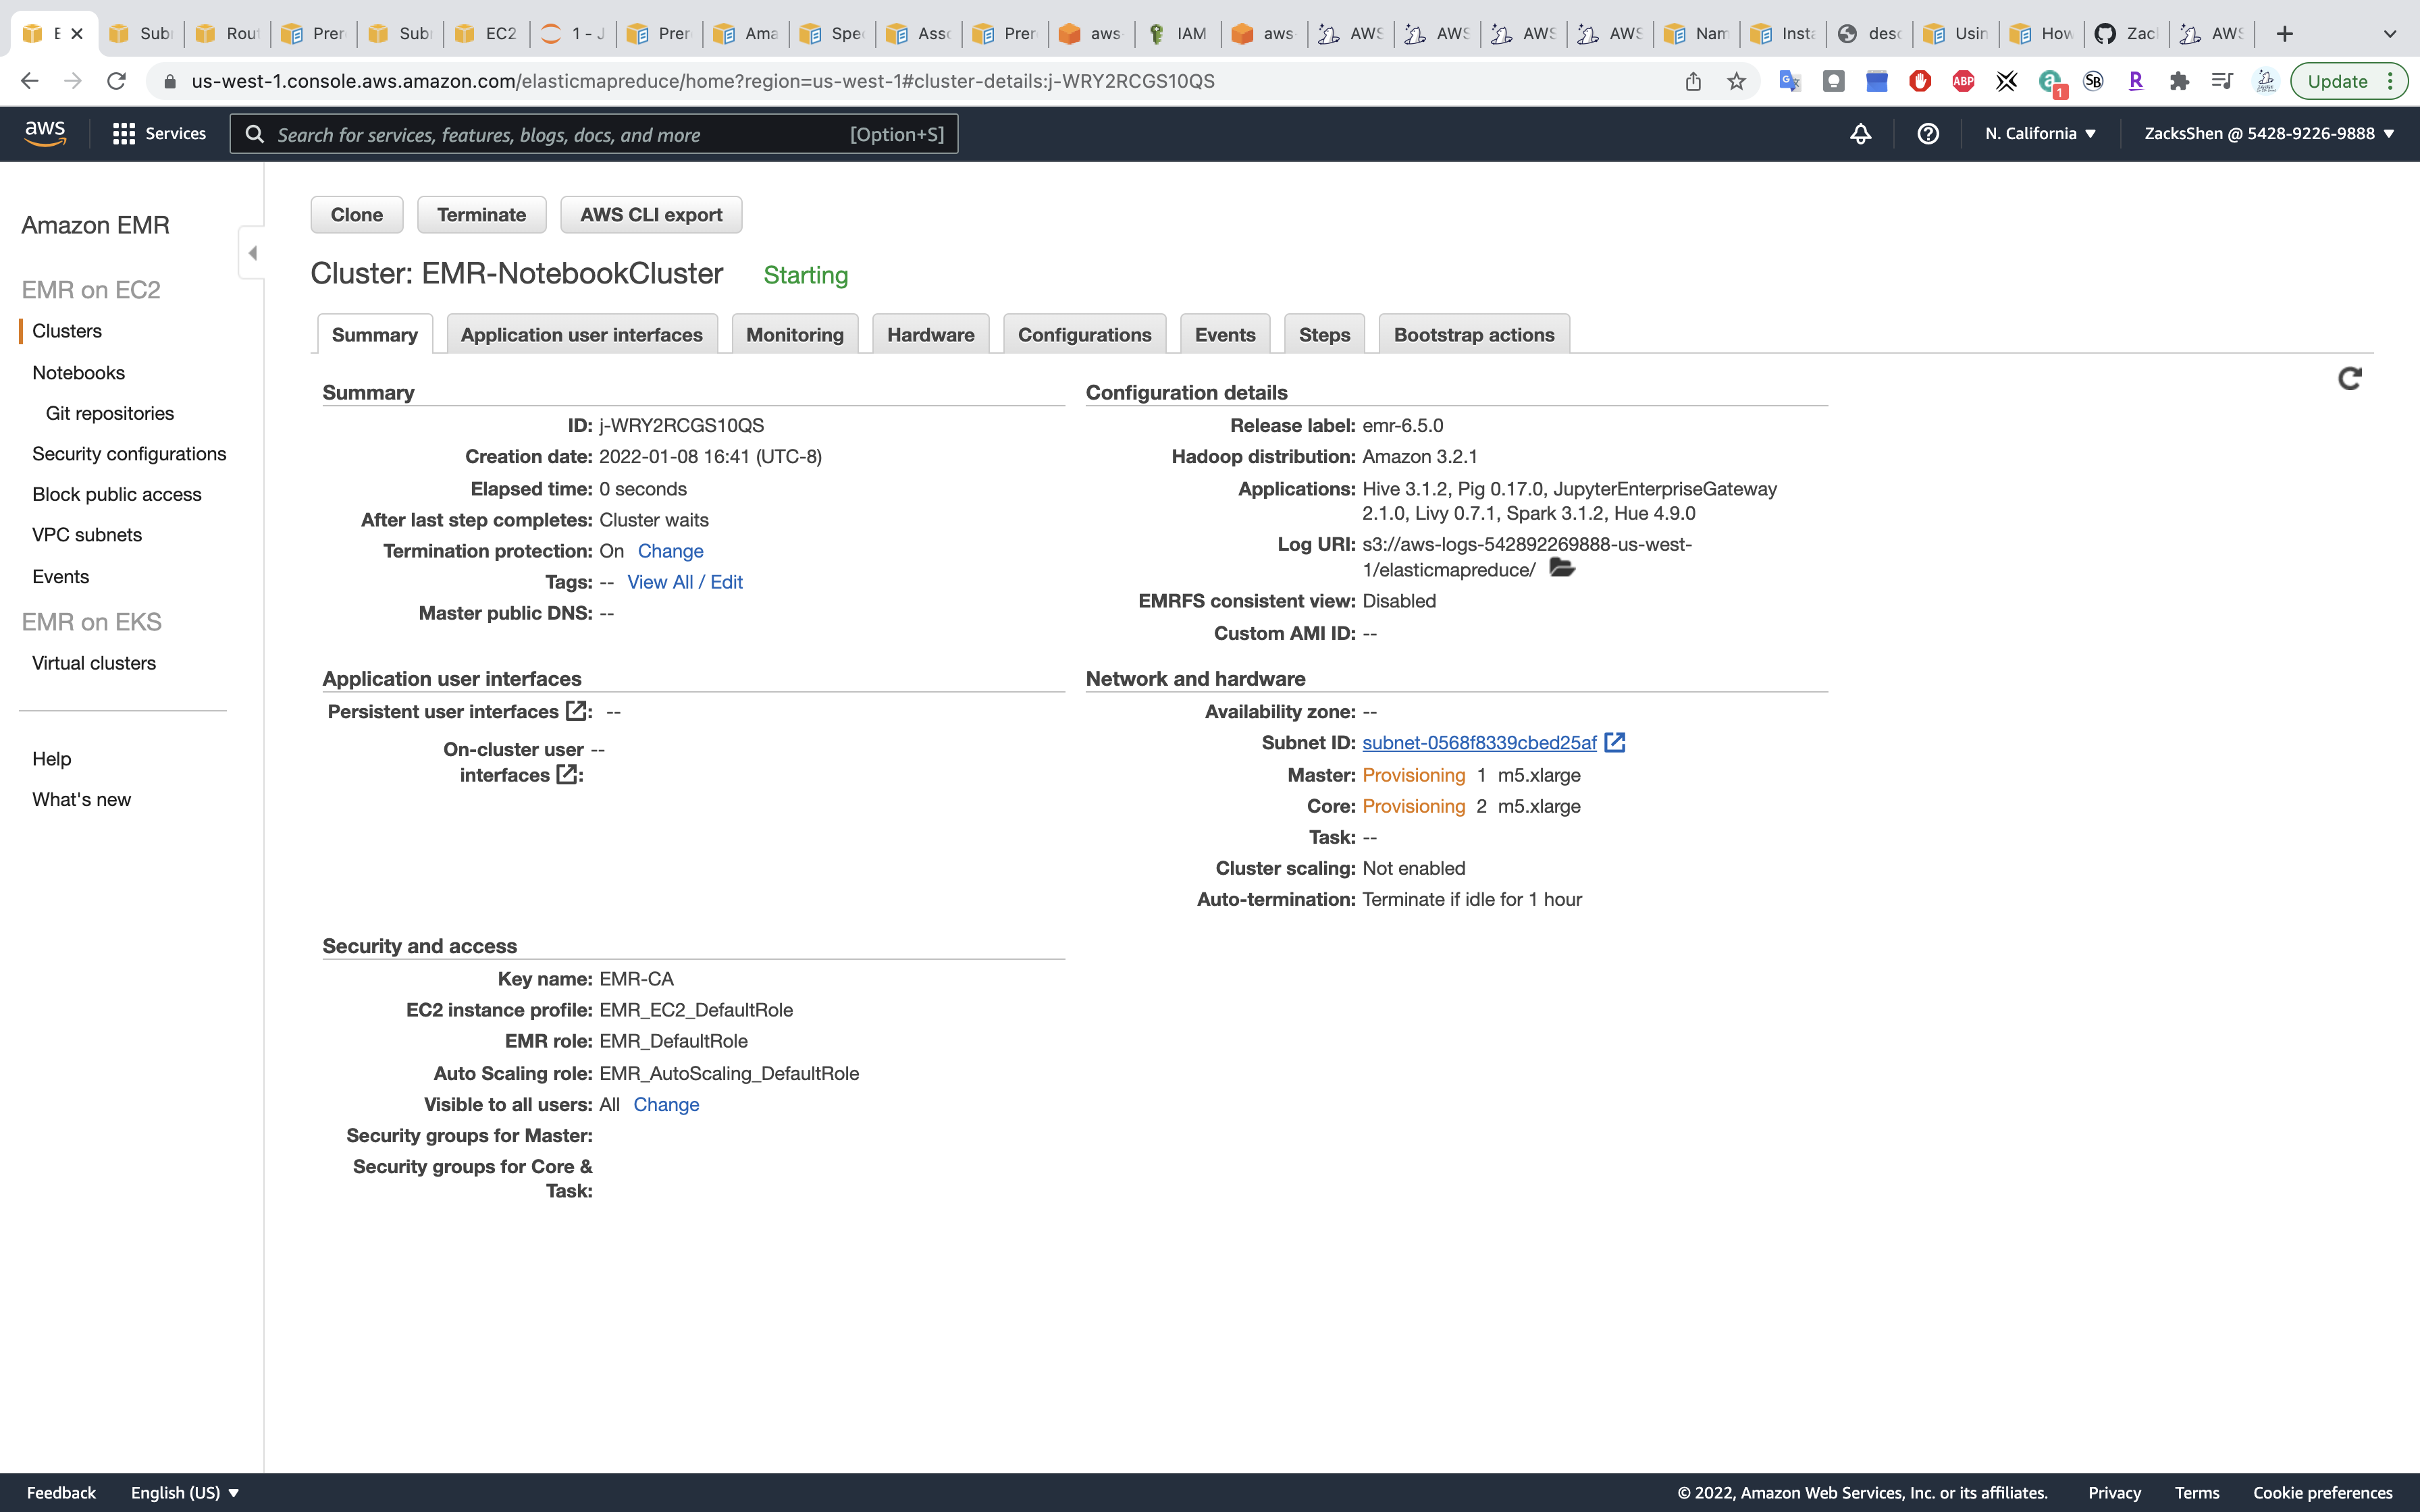 E Sub Rout Prer Sub EC2 1 - J Prer Ama Spec Asso Prer aws- IAM aws- AWS AWS AWS AWS Nam Insta desc Usin How Zac AWS
us-west-1.console.aws.amazon.com/elasticmapreduce/home?region=us-west-1#cluster-details:j-WRY2RCGS10QS ABP 1 SB R Update
aws Services Search for services, features, blogs, docs, and more [Option+S] N. California ZacksShen @ 5428-9226-9888
Amazon EMR
EMR on EC2
Clusters
Notebooks
Git repositories
Security configurations
Block public access
VPC subnets
Events
EMR on EKS
Virtual clusters
Help
What's new
Clone Terminate AWS CLI export
Cluster: EMR-NotebookCluster Starting
Summary Application user interfaces Monitoring Hardware Configurations Events Steps Bootstrap actions
Summary
ID: j-WRY2RCGS10QS
Creation date: 2022-01-08 16:41 (UTC-8)
Elapsed time: 0 seconds
After last step completes: Cluster waits
Termination protection: On Change
Tags: -- View All / Edit
Master public DNS: --
Configuration details
Release label: emr-6.5.0
Hadoop distribution: Amazon 3.2.1
Applications: Hive 3.1.2, Pig 0.17.0, JupyterEnterpriseGateway
2.1.0, Livy 0.7.1, Spark 3.1.2, Hue 4.9.0
Log URI: s3://aws-logs-542892269888-us-west-
1/elasticmapreduce/
EMRFS consistent view: Disabled
Custom AMI ID: --
Application user interfaces
Persistent user interfaces : --
On-cluster user --
interfaces :
Network and hardware
Availability zone: --
Subnet ID: subnet-0568f8339cbed25af
Master: Provisioning 1 m5.xlarge
Core: Provisioning 2 m5.xlarge
Task: --
Cluster scaling: Not enabled
Auto-termination: Terminate if idle for 1 hour
Security and access
Key name: EMR-CA
EC2 instance profile: EMR_EC2_DefaultRole
EMR role: EMR_DefaultRole
Auto Scaling role: EMR_AutoScaling_DefaultRole
Visible to all users: All Change
Security groups for Master:
Security groups for Core &
Task:
Feedback English (US) © 2022, Amazon Web Services, Inc. or its affiliates. Privacy Terms Cookie preferences